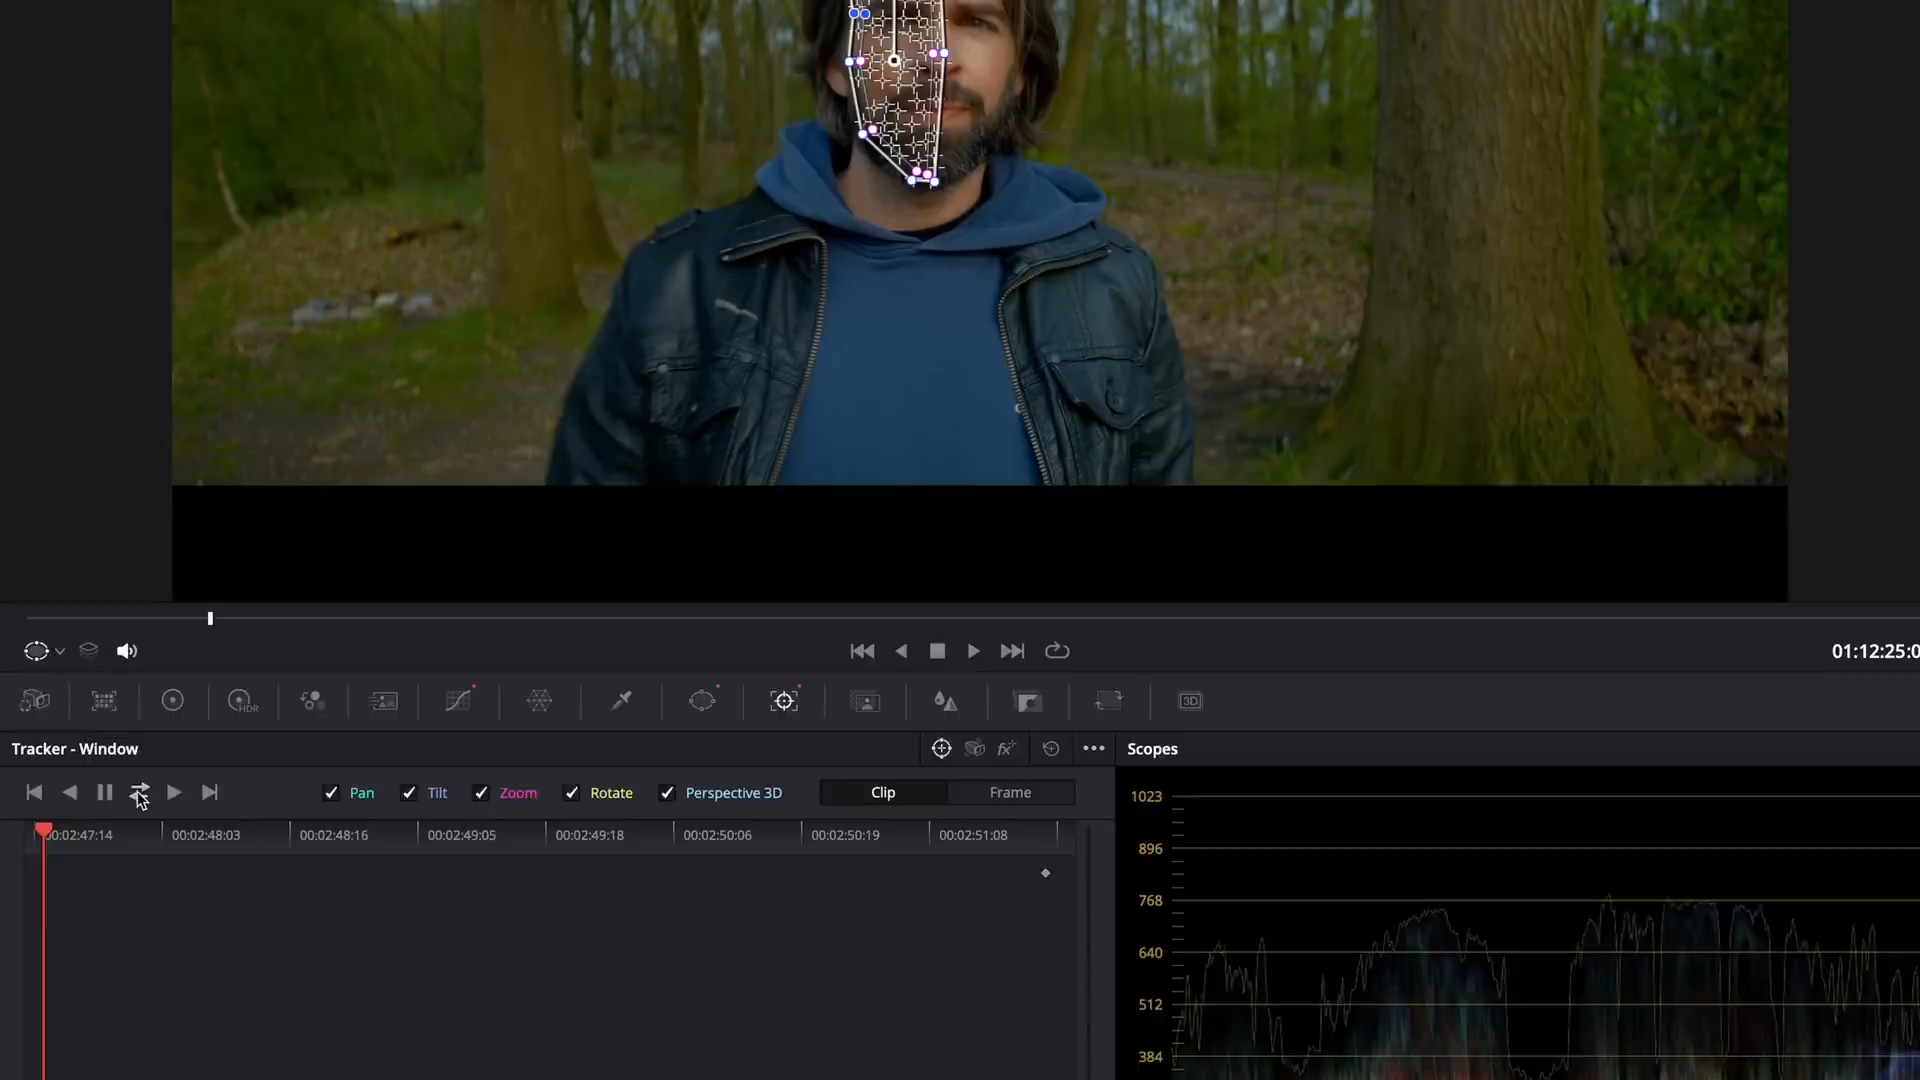 01:12:25:0
HDR
3D
Tracker - Window
fx
Scopes
Pan
Tilt
Zoom
Rotate
Perspective 3D
Clip
Frame
00:02:47:14
00:02:48:03
00:02:48:16
00:02:49:05
00:02:49:18
00:02:50:06
00:02:50:19
00:02:51:08
1023
896
768
640
512
384